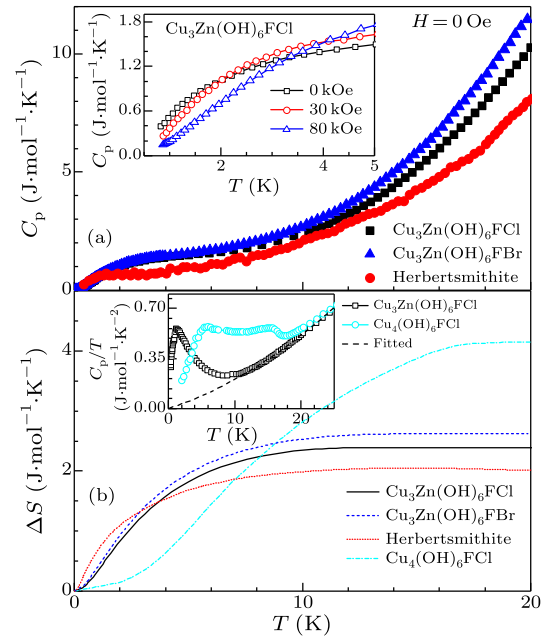 Cu₃Zn(OH)₆FCl
H = 0 Oe
10
5
0
Cₚ (J·mol⁻¹·K⁻¹)
1.8
1.2
0.6
0
Cₚ (J·mol⁻¹·K⁻¹)
0 kOe
30 kOe
80 kOe
2
4
5
T (K)
(a)
Cu₃Zn(OH)₆FCl
Cu₃Zn(OH)₆FBr
Herbertsmithite
0.70
0.35
0.00
Cₚ/T
(J·mol⁻¹·K⁻²)
Cu₃Zn(OH)₆FCl
Cu₄(OH)₆FCl
Fitted
0
10
20
T (K)
4
2
0
ΔS (J·mol⁻¹·K⁻¹)
(b)
Cu₃Zn(OH)₆FCl
Cu₃Zn(OH)₆FBr
Herbertsmithite
Cu₄(OH)₆FCl
0
10
20
T (K)